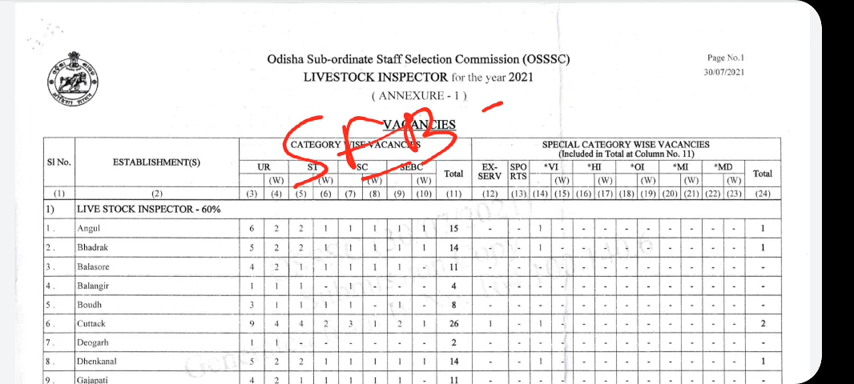 Odisha Sub-ordinate Staff Selection Commission (OSSSC)
Page No.1
LIVESTOCK INSPECTOR for the year 2021
30/07/2021
( ANNEXURE - 1 )
VACANCIES
SEB
Sl No. ESTABLISHMENT(S) CATEGORY WISE VACANCIES SPECIAL CATEGORY WISE VACANCIES
(Included in Total at Column No. 11)
UR ST SC SEBC Total EX-SERV SPORTS *VI *HI *OI *MI *MD Total
(W) (W) (W) (W) (W) (W) (W) (W) (W)
(1) (2) (3) (4) (5) (6) (7) (8) (9) (10) (11) (12) (13) (14) (15) (16) (17) (18) (19) (20) (21) (22) (23) (24)
1) LIVE STOCK INSPECTOR - 60%
1. Angul 6 2 2 1 1 1 1 1 15 - - 1 - - - - - - - - - 1
2. Bhadrak 5 2 2 1 1 1 1 1 14 - - 1 - - - - - - - - - 1
3. Balasore 4 2 1 1 1 1 1 - 11 - - - - - - - - - - - - -
4. Balangir 1 1 1 - 1 - - - 4 - - - - - - - - - - - - -
5. Boudh 3 1 1 1 1 - 1 - 8 - - - - - - - - - - - - -
6. Cuttack 9 4 4 2 3 1 2 1 26 1 - 1 - - - - - - - - - 2
7. Deogarh 1 1 - - - - - - 2 - - - - - - - - - - - - -
8. Dhenkanal 5 2 2 1 1 1 1 1 14 - - 1 - - - - - - - - - 1
9. Gajapati 4 2 1 1 1 1 1 - 11 - - - - - - - - - - - - -